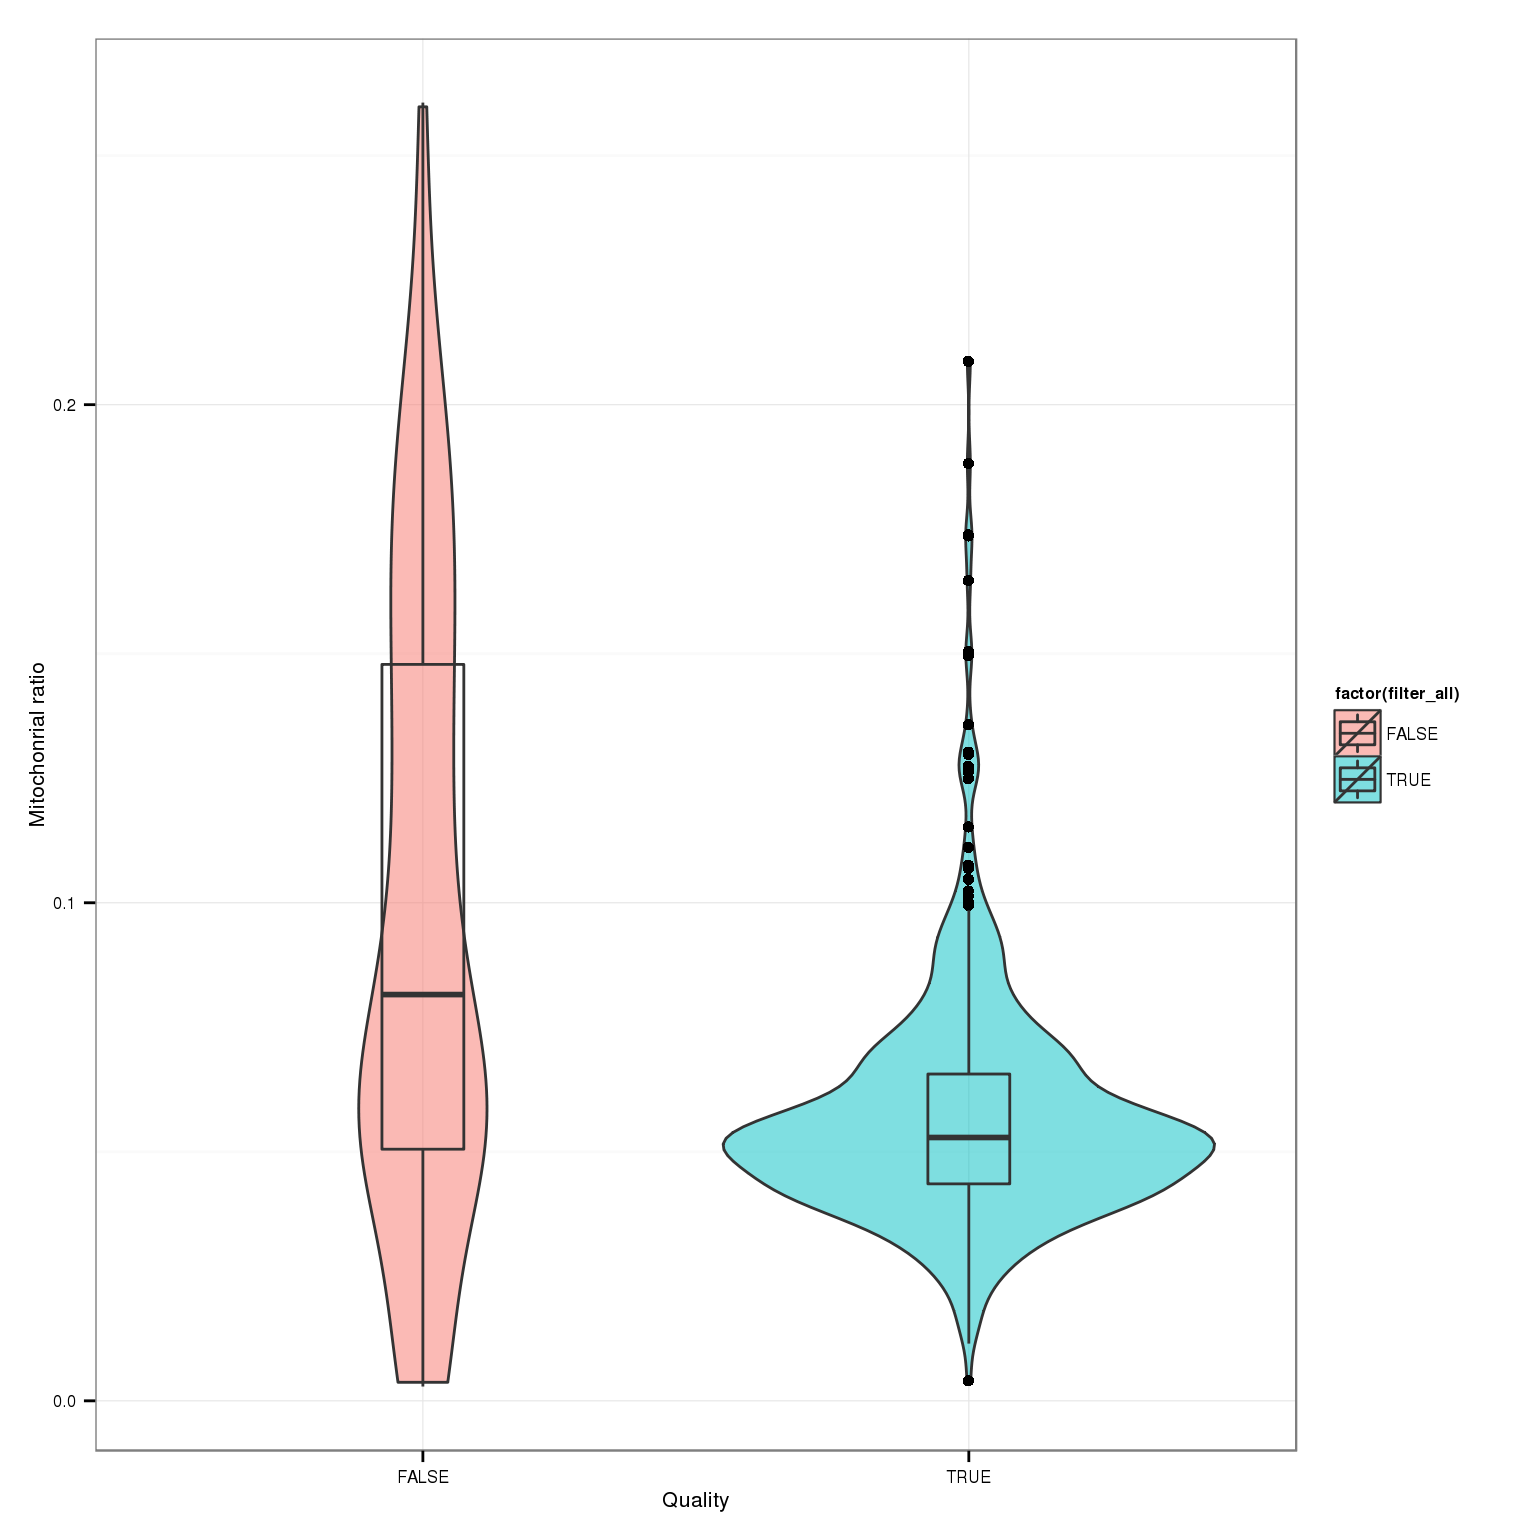 Mitochonrial ratio
0.2
0.1
0.0
FALSE
TRUE
Quality
factor(filter_all)
FALSE
TRUE